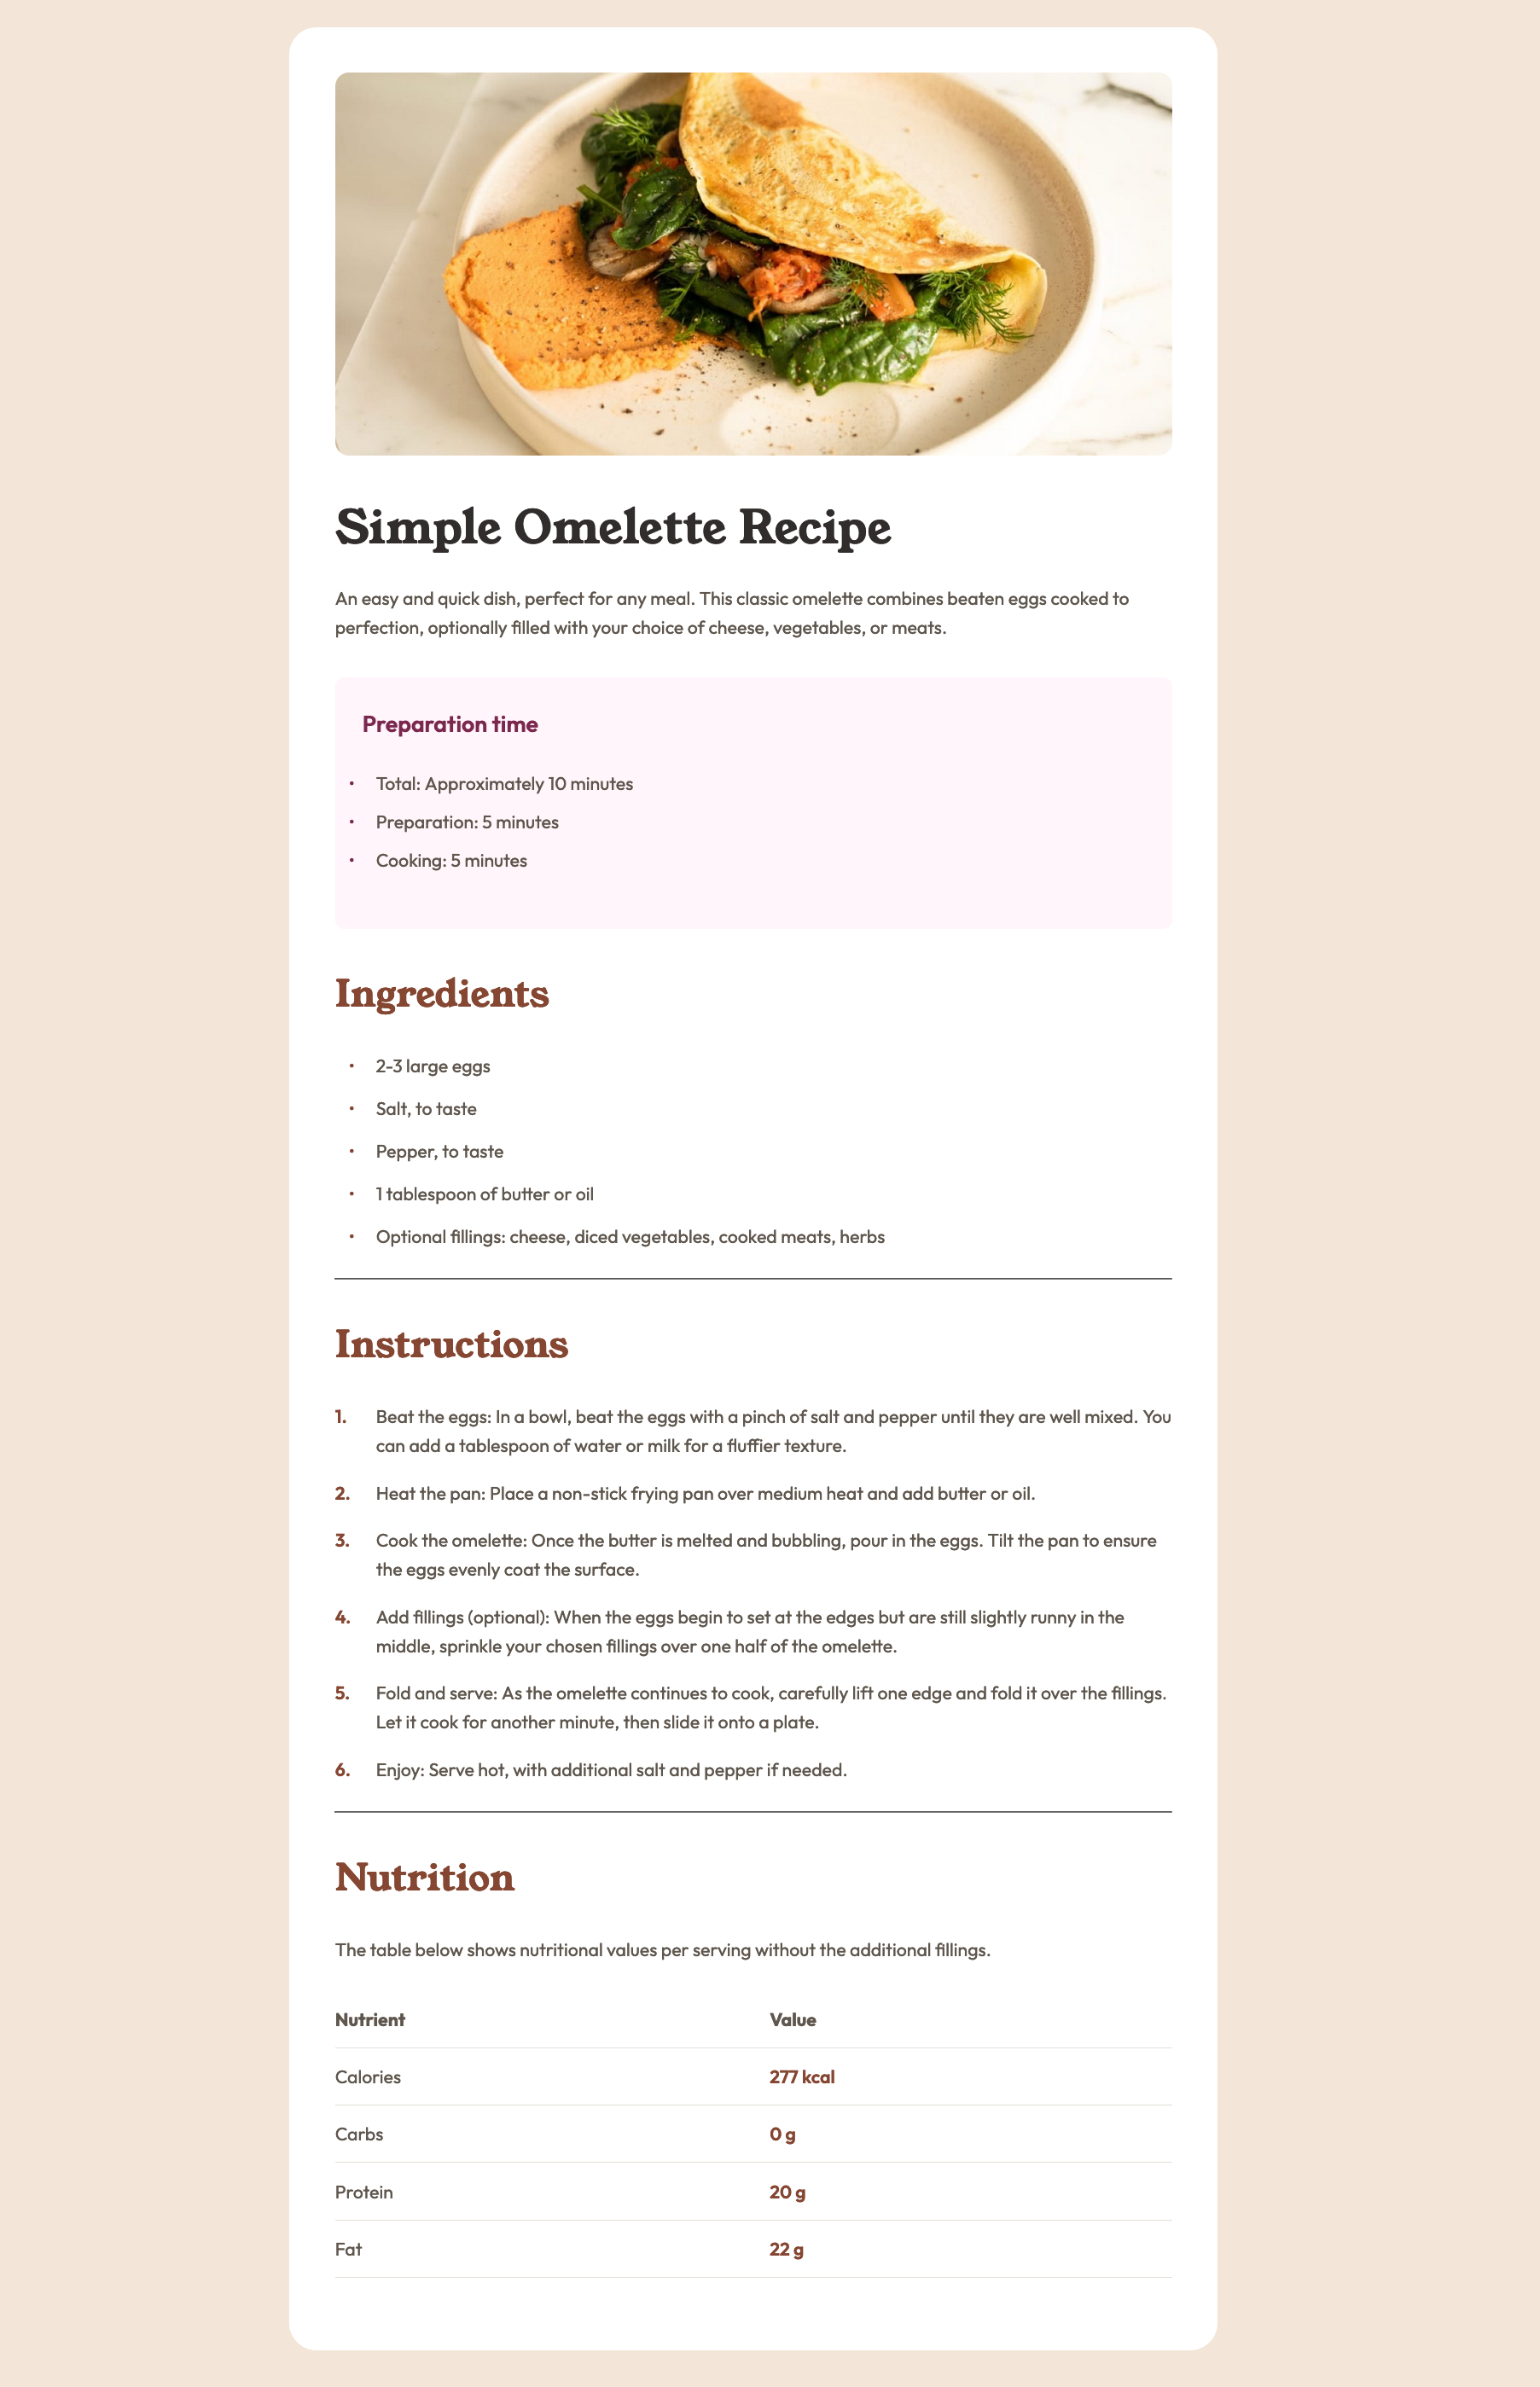 Simple Omelette Recipe
An easy and quick dish, perfect for any meal. This classic omelette combines beaten eggs cooked to
perfection, optionally filled with your choice of cheese, vegetables, or meats.
Preparation time
• Total: Approximately 10 minutes
• Preparation: 5 minutes
• Cooking: 5 minutes
Ingredients
• 2-3 large eggs
• Salt, to taste
• Pepper, to taste
• 1 tablespoon of butter or oil
• Optional fillings: cheese, diced vegetables, cooked meats, herbs
Instructions
1. Beat the eggs: In a bowl, beat the eggs with a pinch of salt and pepper until they are well mixed. You
can add a tablespoon of water or milk for a fluffier texture.
2. Heat the pan: Place a non-stick frying pan over medium heat and add butter or oil.
3. Cook the omelette: Once the butter is melted and bubbling, pour in the eggs. Tilt the pan to ensure
the eggs evenly coat the surface.
4. Add fillings (optional): When the eggs begin to set at the edges but are still slightly runny in the
middle, sprinkle your chosen fillings over one half of the omelette.
5. Fold and serve: As the omelette continues to cook, carefully lift one edge and fold it over the fillings.
Let it cook for another minute, then slide it onto a plate.
6. Enjoy: Serve hot, with additional salt and pepper if needed.
Nutrition
The table below shows nutritional values per serving without the additional fillings.
Nutrient Value
Calories 277 kcal
Carbs 0 g
Protein 20 g
Fat 22 g